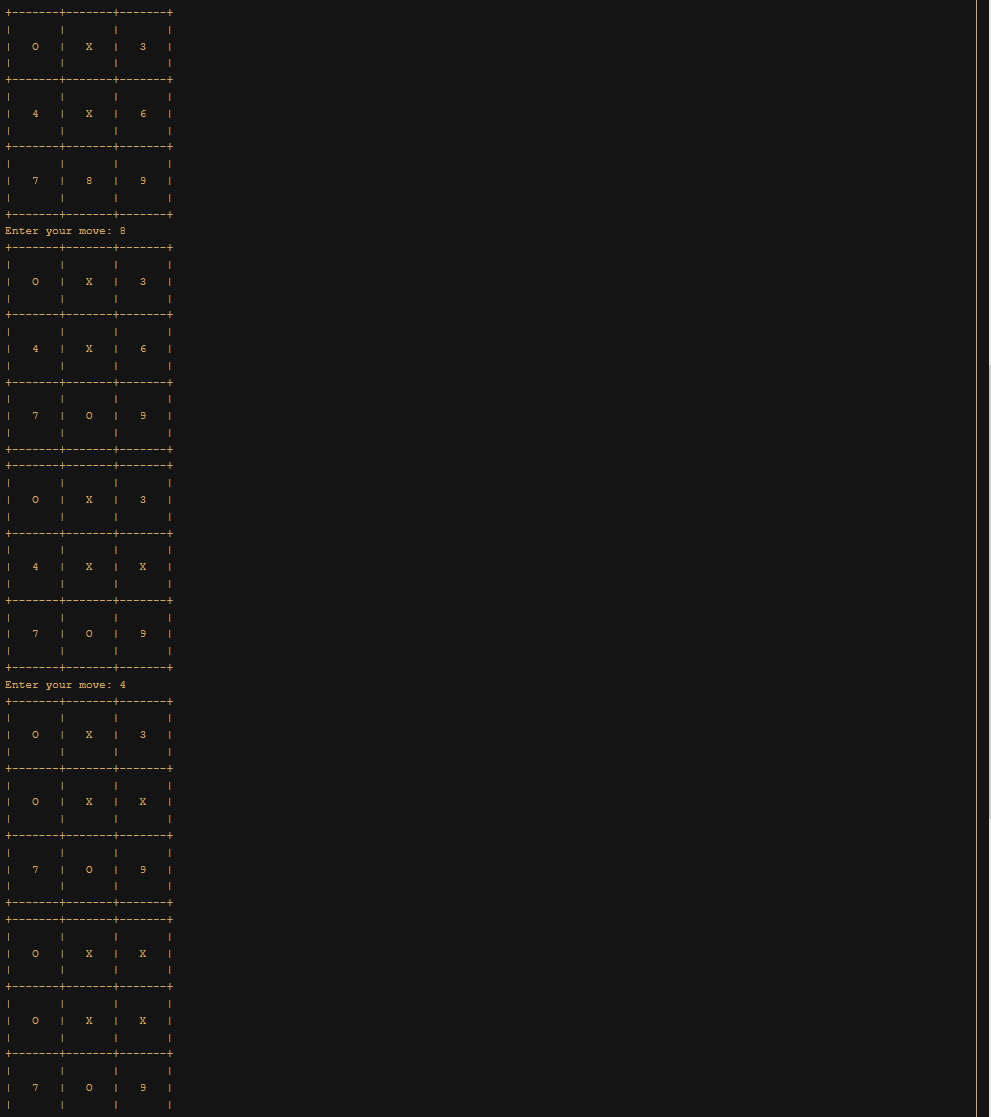 +-------+-------+-------+
|       |       |       |
|   O   |   X   |   3   |
|       |       |       |
+-------+-------+-------+
|       |       |       |
|   4   |   X   |   6   |
|       |       |       |
+-------+-------+-------+
|       |       |       |
|   7   |   8   |   9   |
|       |       |       |
+-------+-------+-------+
Enter your move: 8
+-------+-------+-------+
|       |       |       |
|   O   |   X   |   3   |
|       |       |       |
+-------+-------+-------+
|       |       |       |
|   4   |   X   |   6   |
|       |       |       |
+-------+-------+-------+
|       |       |       |
|   7   |   O   |   9   |
|       |       |       |
+-------+-------+-------+
+-------+-------+-------+
|       |       |       |
|   O   |   X   |   3   |
|       |       |       |
+-------+-------+-------+
|       |       |       |
|   4   |   X   |   X   |
|       |       |       |
+-------+-------+-------+
|       |       |       |
|   7   |   O   |   9   |
|       |       |       |
+-------+-------+-------+
Enter your move: 4
+-------+-------+-------+
|       |       |       |
|   O   |   X   |   3   |
|       |       |       |
+-------+-------+-------+
|       |       |       |
|   O   |   X   |   X   |
|       |       |       |
+-------+-------+-------+
|       |       |       |
|   7   |   O   |   9   |
|       |       |       |
+-------+-------+-------+
+-------+-------+-------+
|       |       |       |
|   O   |   X   |   X   |
|       |       |       |
+-------+-------+-------+
|       |       |       |
|   O   |   X   |   X   |
|       |       |       |
+-------+-------+-------+
|       |       |       |
|   7   |   O   |   9   |
|       |       |       |